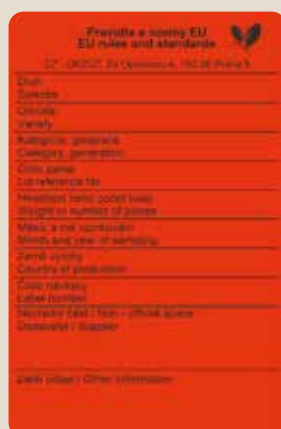 Pravidla a normy EU
EU rules and standards
CZ - ÚKZÚZ, Za Opravnou 4, 150 06 Praha 5
Druh
Species
Odrůda
Variety
Kategorie, generace
Category, generation
Číslo partie
Lot reference No
Hmotnost nebo počet kusů
Weight or number of pieces
Měsíc a rok vzorkování
Month and year of sampling
Země výroby
Country of production
Číslo návěsky
Label number
Neúřední část / Non - official space
Dodavatel / Supplier
Další údaje / Other information